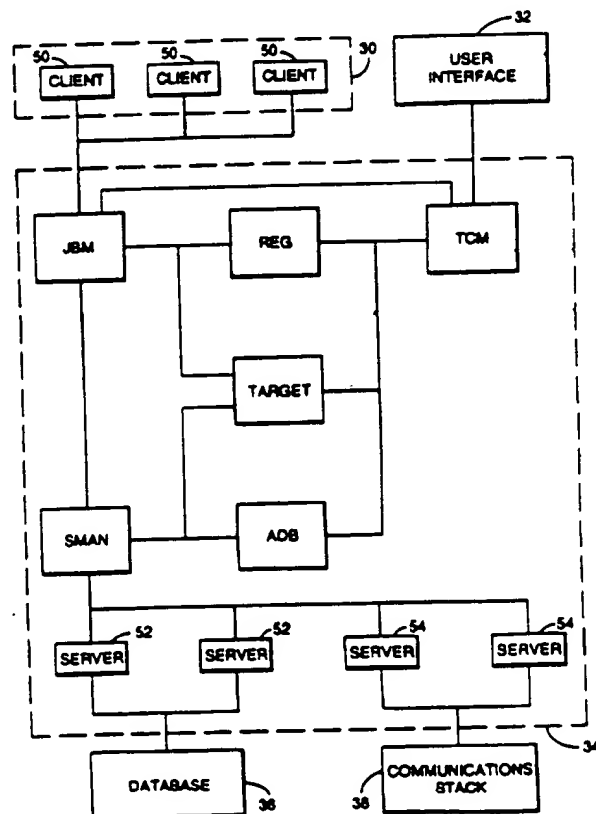 50
50
50
30
32
CLIENT
CLIENT
CLIENT
USER
INTERFACE
JBM
REG
TCM
TARGET
SMAN
ADB
52
52
54
54
SERVER
SERVER
SERVER
SERVER
34
DATABASE
36
38
COMMUNICATIONS
STACK